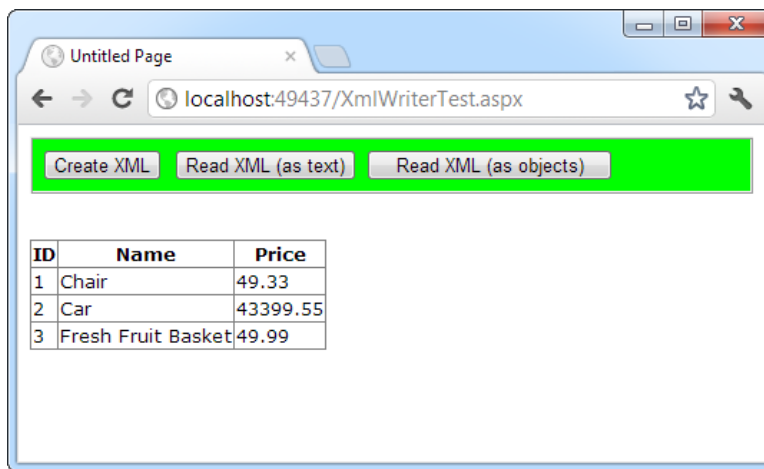 Untitled Page
localhost:49437/XmlWriterTest.aspx
Create XML Read XML (as text) Read XML (as objects)
ID Name Price
1 Chair 49.33
2 Car 43399.55
3 Fresh Fruit Basket 49.99